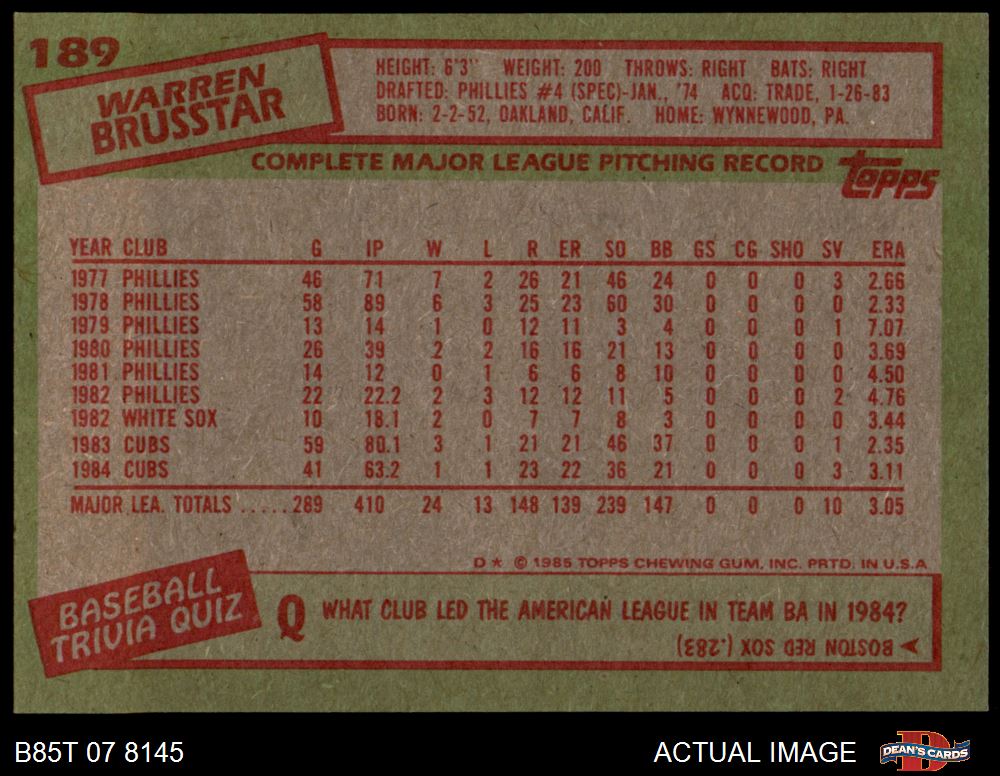 189
WARREN
BRUSSTAR
HEIGHT: 6'3" WEIGHT: 200 THROWS: RIGHT BATS: RIGHT
DRAFTED: PHILLIES #4 (SPEC)-JAN., '74 ACQ: TRADE, 1-26-83
BORN: 2-2-52, OAKLAND, CALIF. HOME: WYNNEWOOD, PA.
COMPLETE MAJOR LEAGUE PITCHING RECORD
TOPPS
YEAR CLUB G IP W L R ER SO BB GS CG SHO SV ERA
1977 PHILLIES 46 71 7 2 26 21 46 24 0 0 0 3 2.66
1978 PHILLIES 58 89 6 3 25 23 60 30 0 0 0 0 2.33
1979 PHILLIES 13 14 1 0 12 11 3 4 0 0 0 1 7.07
1980 PHILLIES 26 39 2 2 16 16 21 13 0 0 0 0 3.69
1981 PHILLIES 14 12 0 1 6 6 8 10 0 0 0 0 4.50
1982 PHILLIES 22 22.2 2 3 12 12 11 5 0 0 0 2 4.76
1982 WHITE SOX 10 18.1 2 0 7 7 8 3 0 0 0 0 3.44
1983 CUBS 59 80.1 3 1 21 21 46 37 0 0 0 1 2.35
1984 CUBS 41 63.2 1 1 23 22 36 21 0 0 0 3 3.11
MAJOR LEA. TOTALS .....289 410 24 13 148 139 239 147 0 0 0 10 3.05
D* © 1985 TOPPS CHEWING GUM, INC. PRTD. IN U.S.A.
BASEBALL
TRIVIA QUIZ
Q WHAT CLUB LED THE AMERICAN LEAGUE IN TEAM BA IN 1984?
BOSTON RED SOX (.283)
B85T 07 8145
ACTUAL IMAGE
DEAN'S CARDS